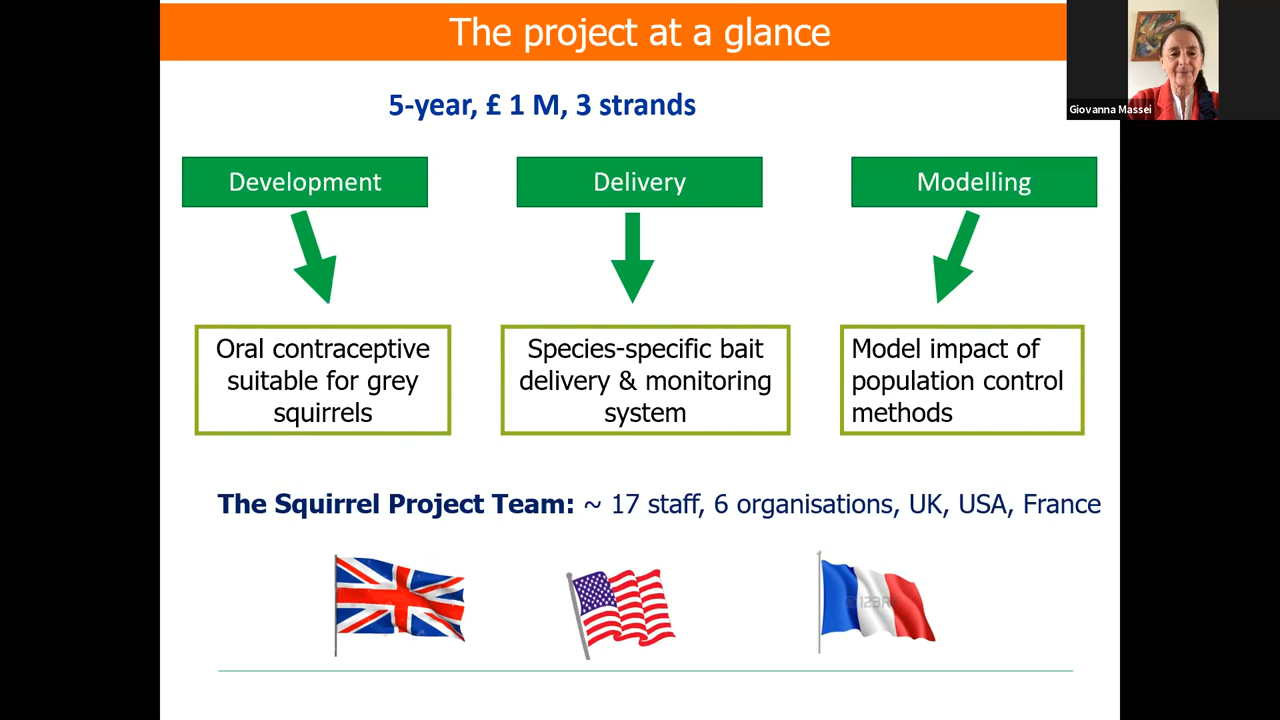 The project at a glance
Giovanna Massei
5-year, £ 1 M, 3 strands
Development
Delivery
Modelling
Oral contraceptive
suitable for grey
squirrels
Species-specific bait
delivery & monitoring
system
Model impact of
population control
methods
The Squirrel Project Team: ~ 17 staff, 6 organisations, UK, USA, France